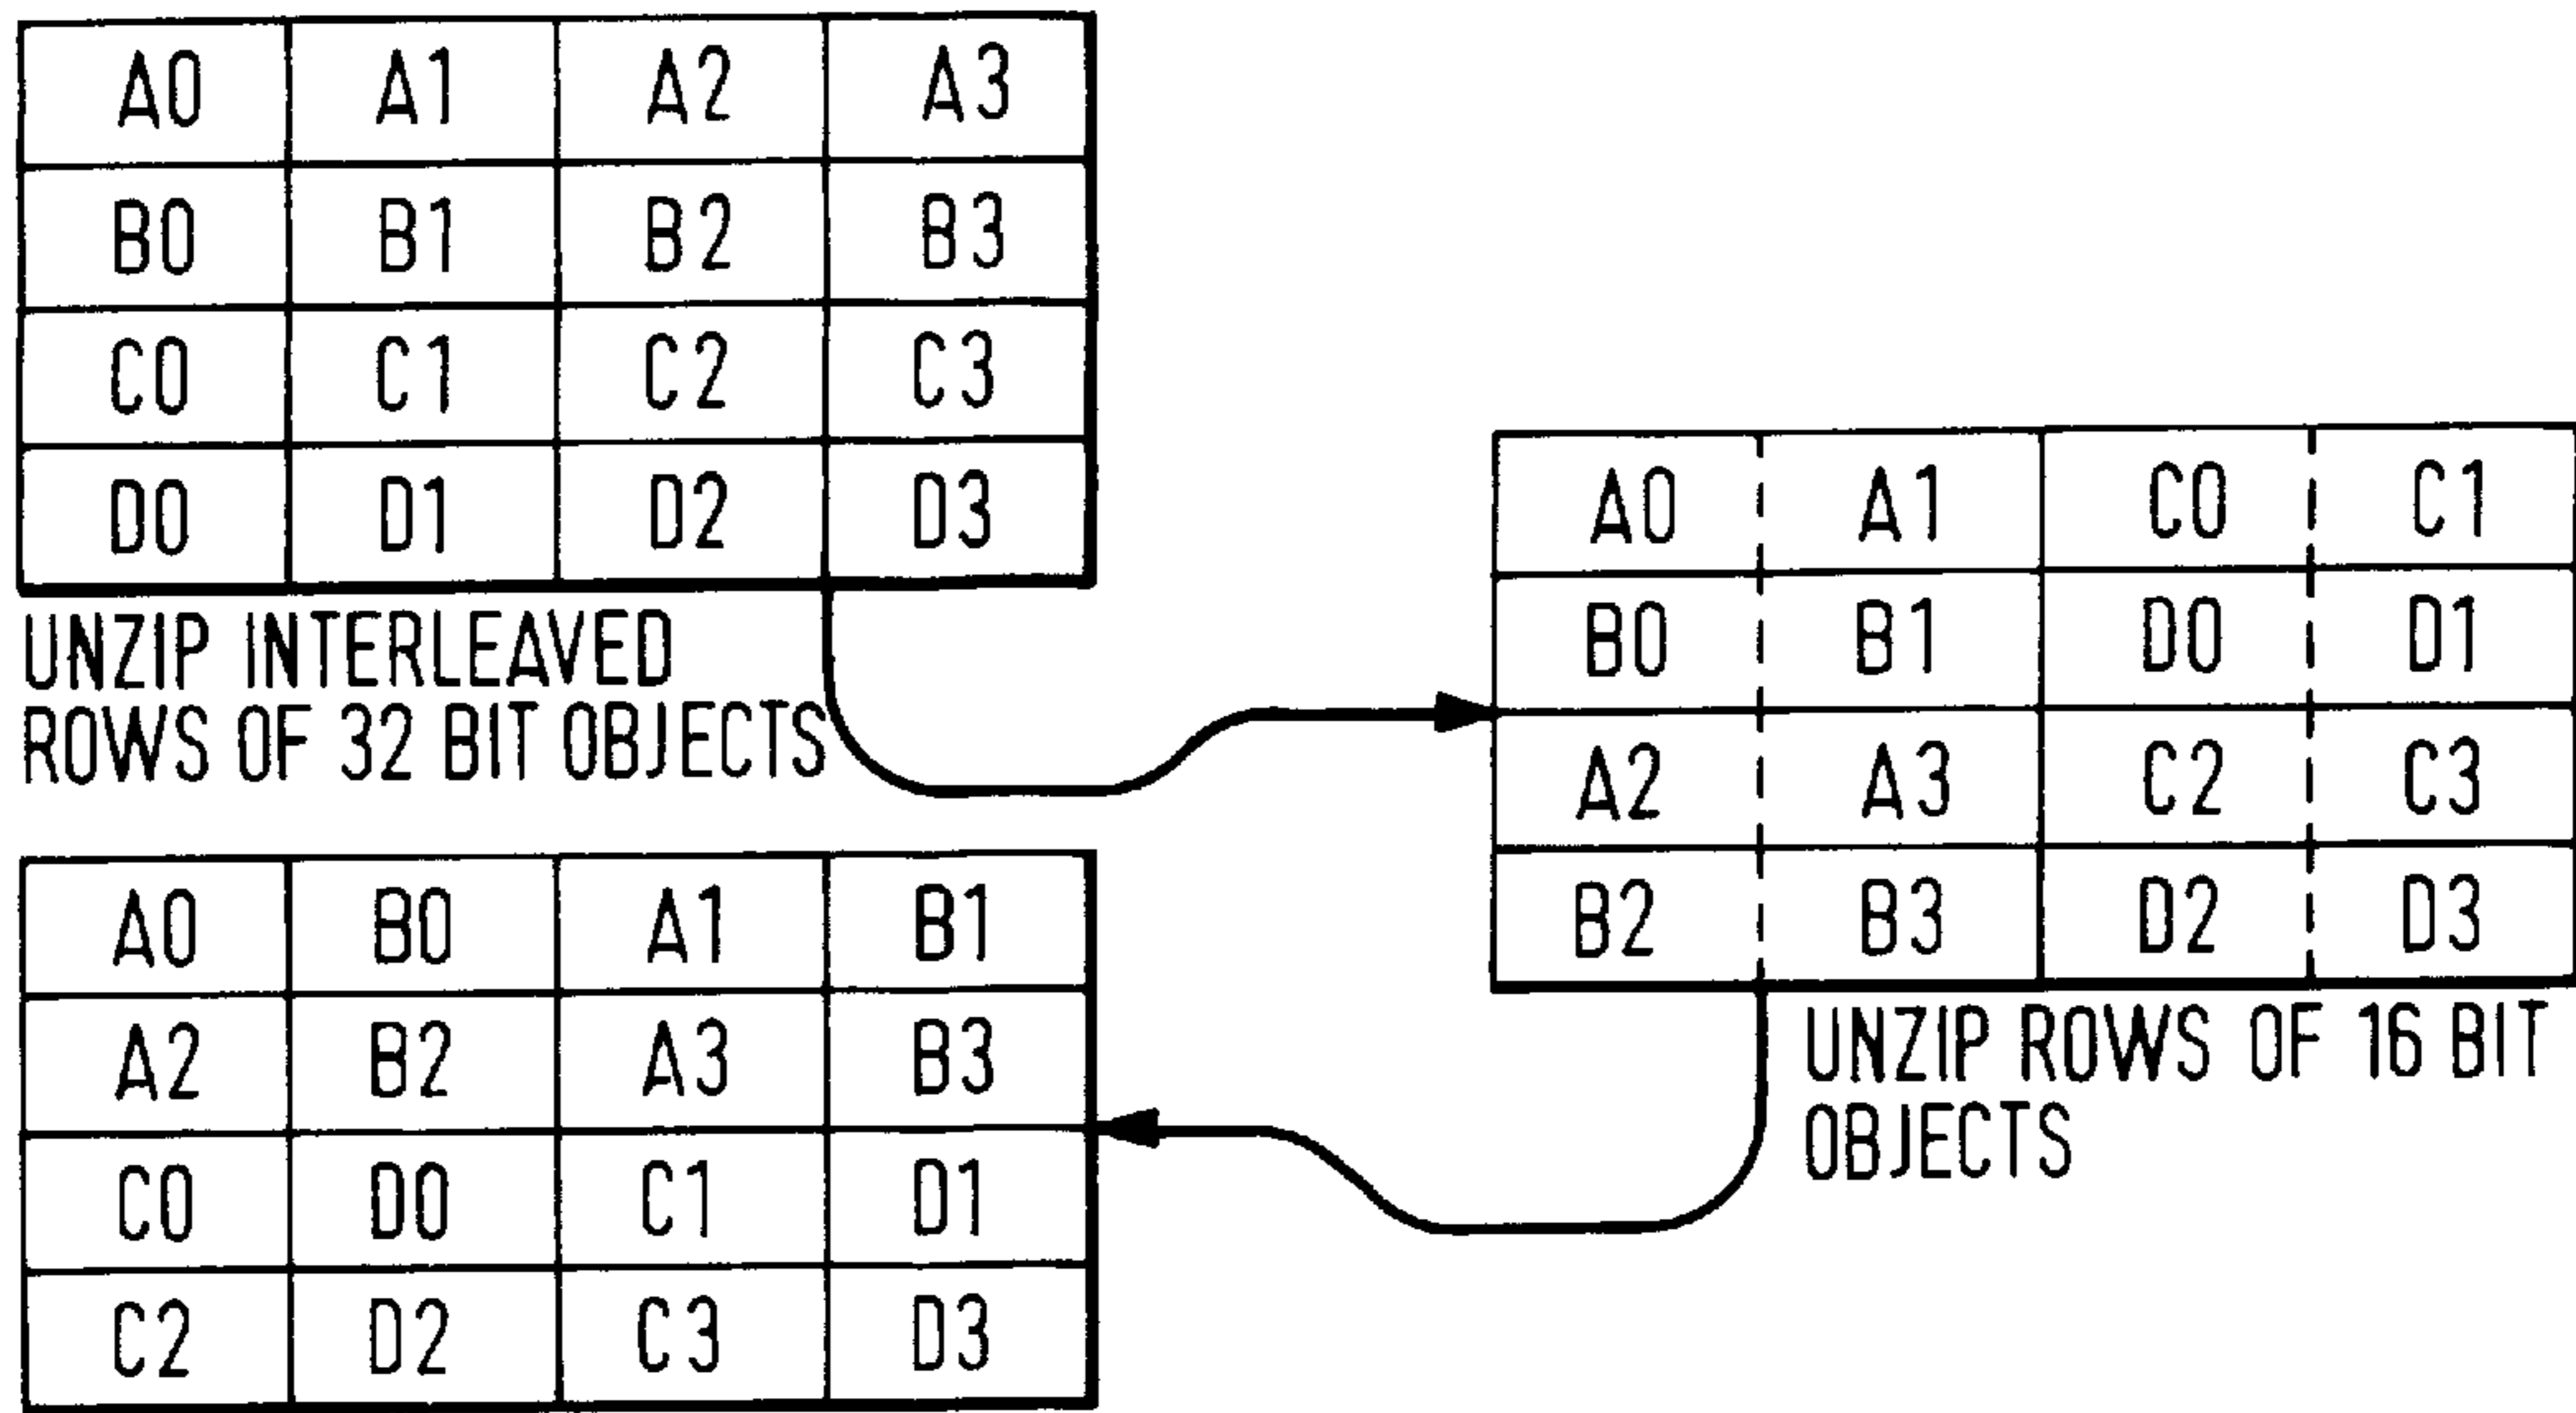 A0 A1 A2 A3
B0 B1 B2 B3
C0 C1 C2 C3
D0 D1 D2 D3
UNZIP INTERLEAVED
ROWS OF 32 BIT OBJECTS
A0 A1 C0 C1
B0 B1 D0 D1
A2 A3 C2 C3
B2 B3 D2 D3
UNZIP ROWS OF 16 BIT
OBJECTS
A0 B0 A1 B1
A2 B2 A3 B3
C0 D0 C1 D1
C2 D2 C3 D3